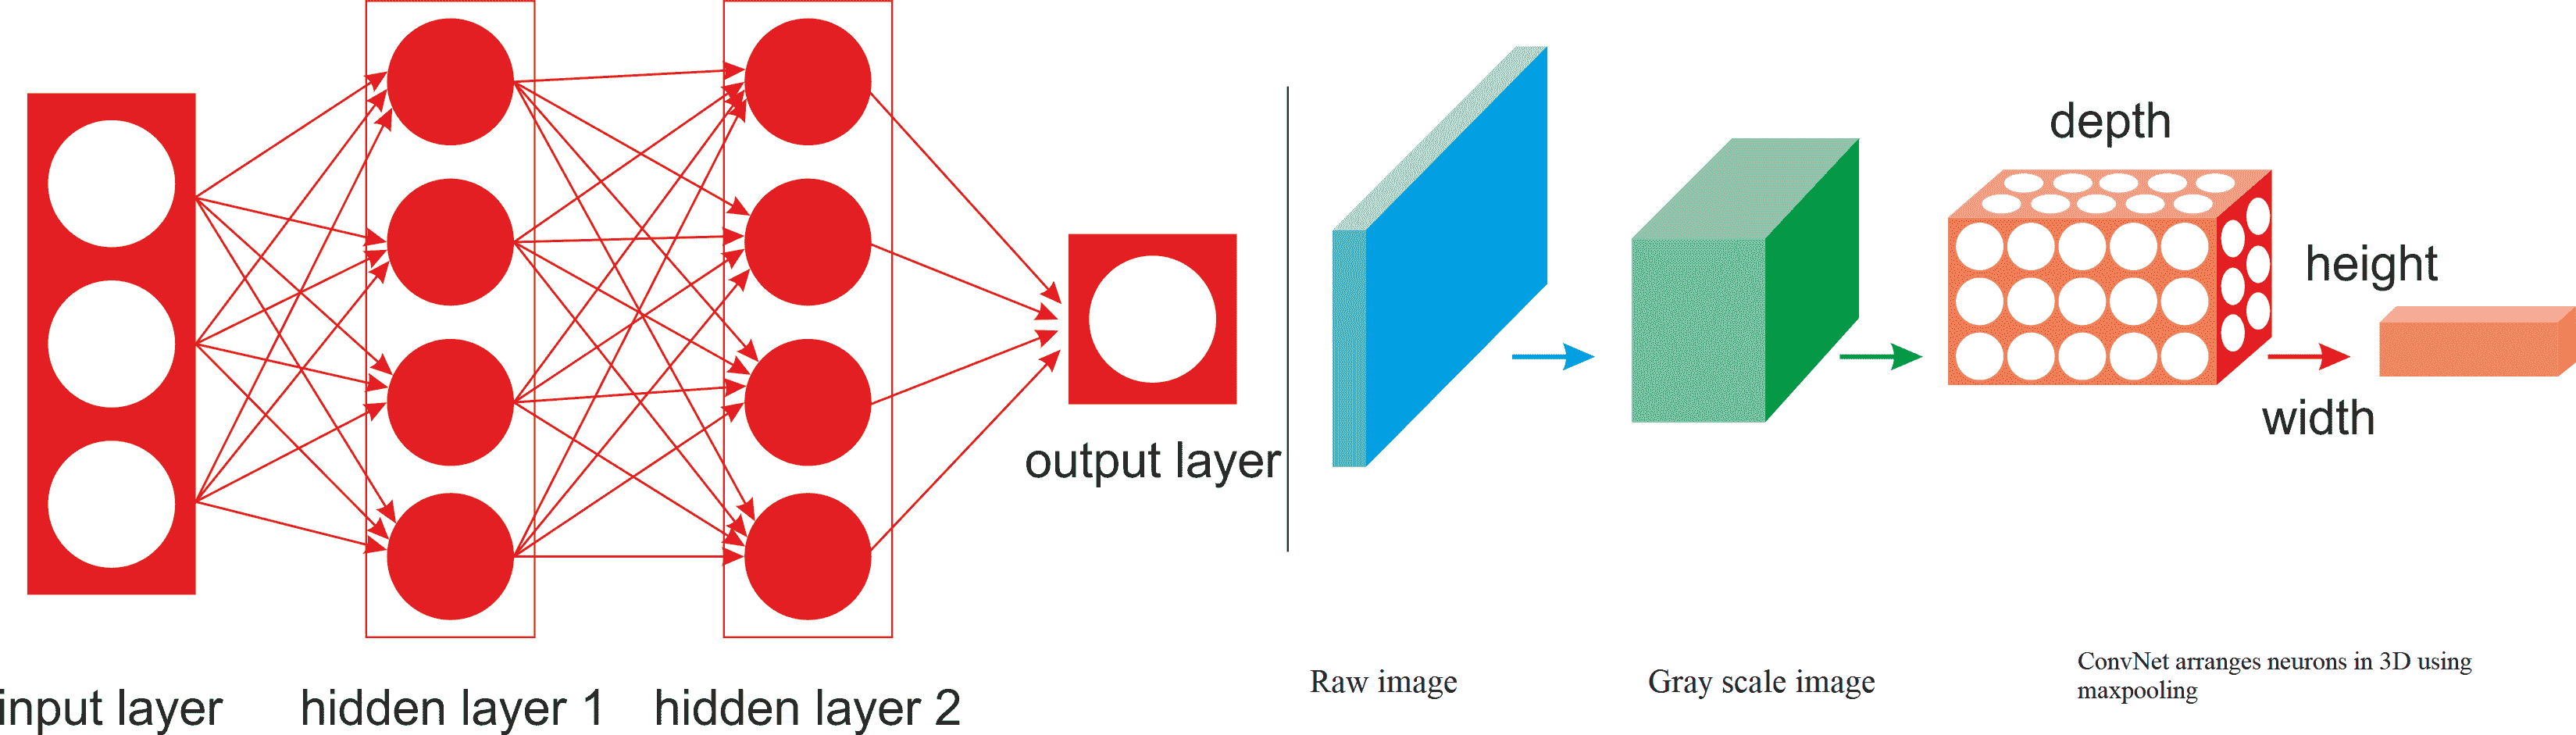 input layer
hidden layer 1
hidden layer 2
output layer
Raw image
Gray scale image
depth
height
width
ConvNet arranges neurons in 3D using
maxpooling